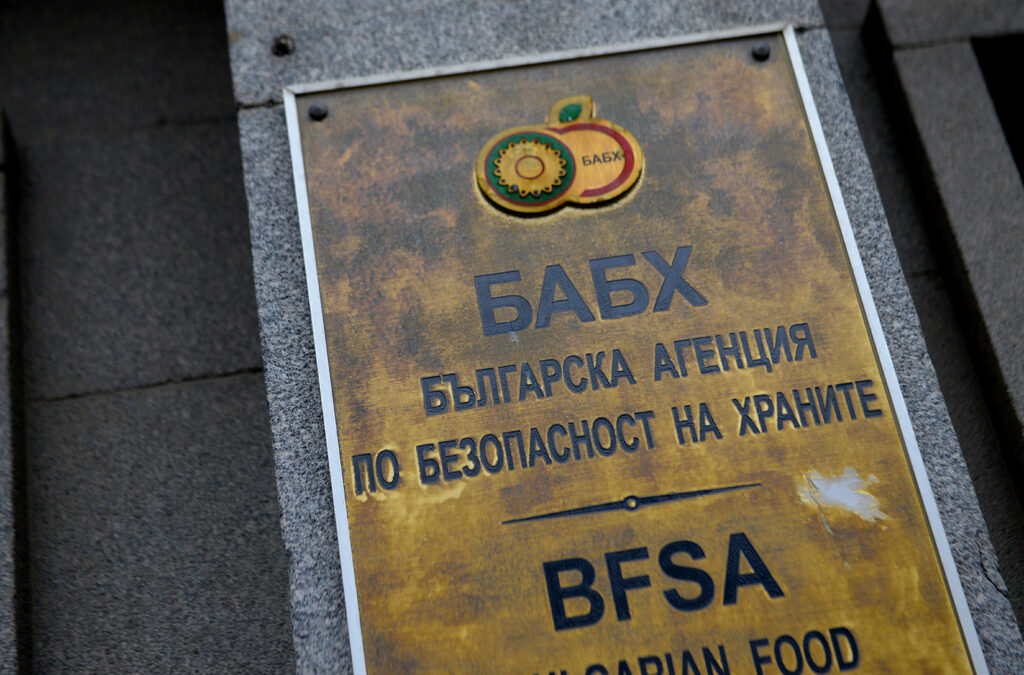 БАБХ
БАБХ
БЪЛГАРСКА АГЕНЦИЯ
ПО БЕЗОПАСНОСТ НА ХРАНИТЕ
BFSA
FOOD